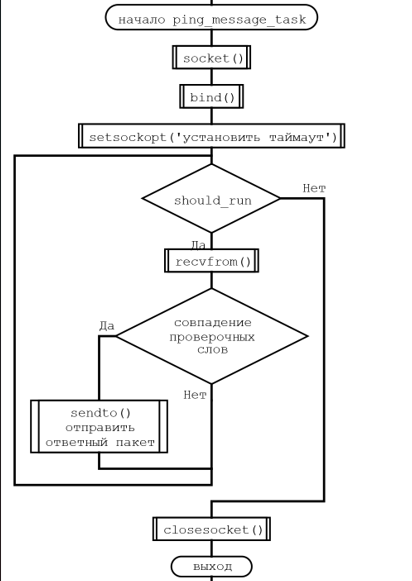 начало ping_message_task
socket()
bind()
setsockopt('установить таймаут')
Нет
should_run
Да
recvfrom()
Да
совпадение
проверочных
слов
Нет
sendto()
отправить
ответный пакет
closesocket()
выход